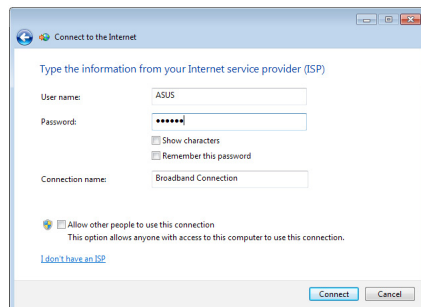 Connect to the Internet
Type the information from your Internet service provider (ISP)
User name: ASUS
Password: ••••••
Show characters
Remember this password
Connection name: Broadband Connection
Allow other people to use this connection
This option allows anyone with access to this computer to use this connection.
I don't have an ISP
Connect Cancel